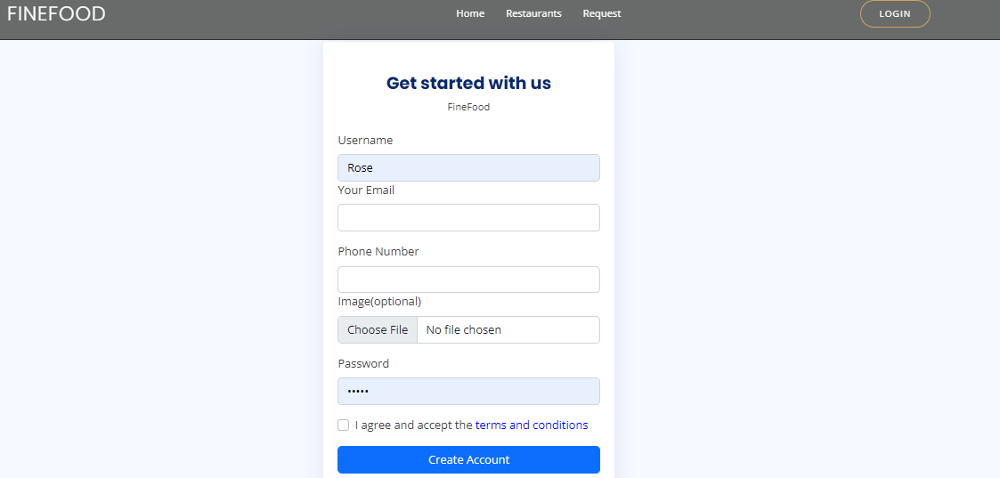 FINEFOOD
Home Restaurants Request
LOGIN
Get started with us
FineFood
Username
Rose
Your Email
Phone Number
Image(optional)
Choose File No file chosen
Password
•••••
I agree and accept the terms and conditions
Create Account